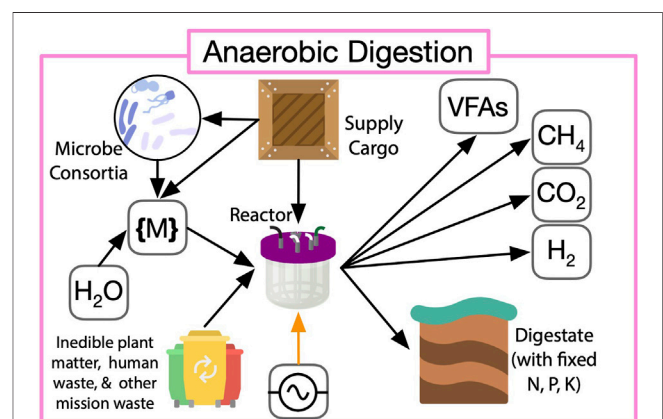 Anaerobic Digestion
Microbe
Consortia
Supply
Cargo
VFAs
CH₄
CO₂
H₂
{M}
Reactor
H₂O
Inedible plant
matter, human
waste, & other
mission waste
Digestate
(with fixed
N, P, K)